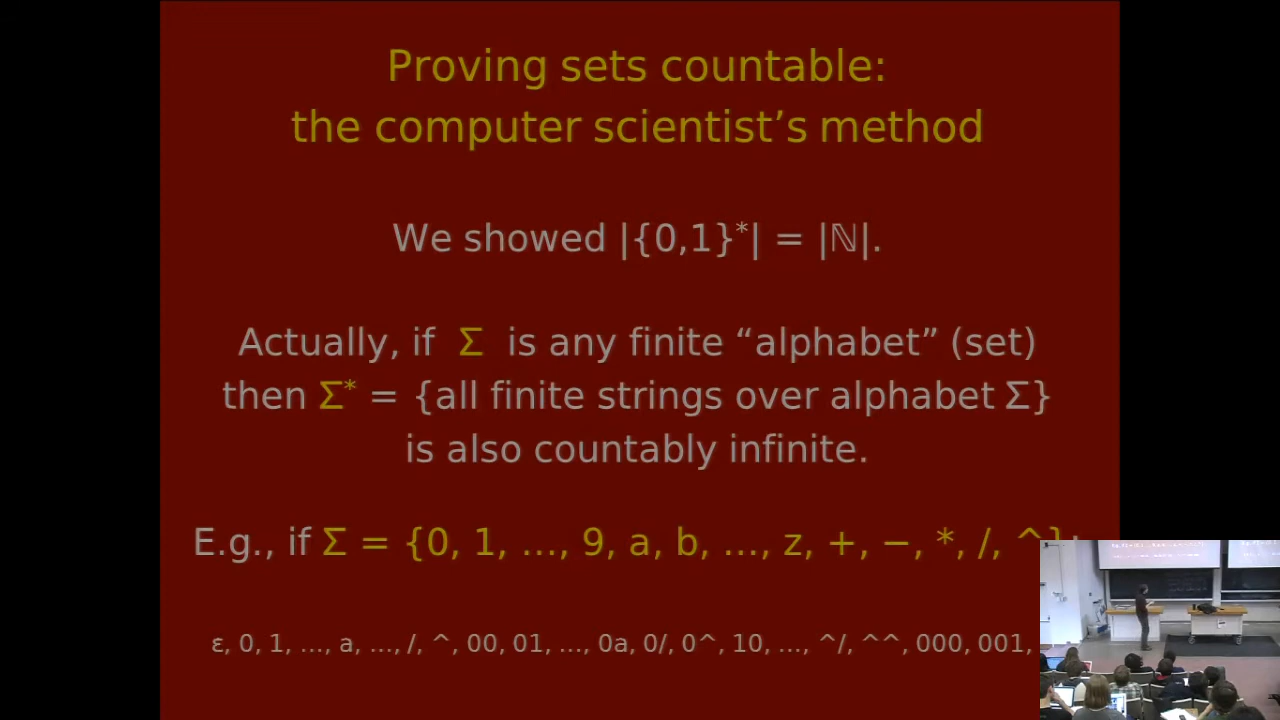 Proving sets countable:
the computer scientist’s method
We showed |{0,1}*| = |ℕ|.
Actually, if Σ is any finite “alphabet” (set)
then Σ* = {all finite strings over alphabet Σ}
is also countably infinite.
E.g., if Σ = {0, 1, …, 9, a, b, …, z, +, −, *, /, ^}:
ε, 0, 1, …, a, …, /, ^, 00, 01, …, 0a, 0/, 0^, 10, …, ^/, ^^, 000, 001,